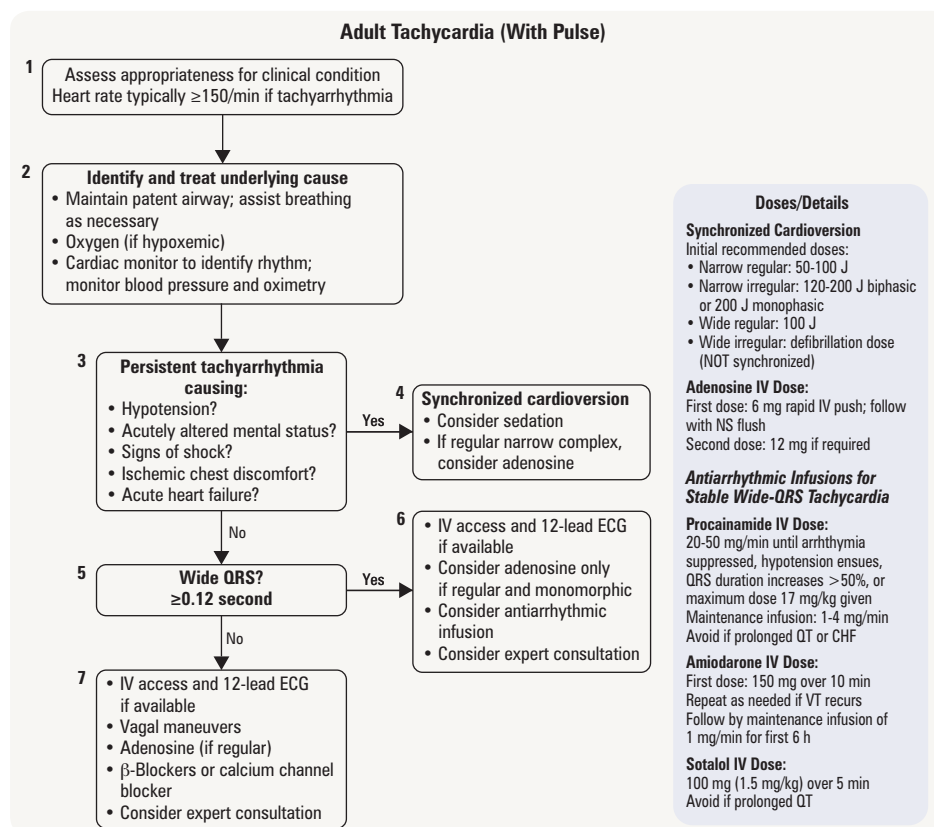 Adult Tachycardia (With Pulse)
1
Assess appropriateness for clinical condition
Heart rate typically ≥150/min if tachyarrhythmia
2
Identify and treat underlying cause
• Maintain patent airway; assist breathing
as necessary
• Oxygen (if hypoxemic)
• Cardiac monitor to identify rhythm;
monitor blood pressure and oximetry
3
Persistent tachyarrhythmia
causing:
• Hypotension?
• Acutely altered mental status?
• Signs of shock?
• Ischemic chest discomfort?
• Acute heart failure?
Yes
4
Synchronized cardioversion
• Consider sedation
• If regular narrow complex,
consider adenosine
No
5
Wide QRS?
≥0.12 second
Yes
6
• IV access and 12-lead ECG
if available
• Consider adenosine only
if regular and monomorphic
• Consider antiarrhythmic
infusion
• Consider expert consultation
No
7
• IV access and 12-lead ECG
if available
• Vagal maneuvers
• Adenosine (if regular)
• β-Blockers or calcium channel
blocker
• Consider expert consultation
Doses/Details
Synchronized Cardioversion
Initial recommended doses:
• Narrow regular: 50-100 J
• Narrow irregular: 120-200 J biphasic
or 200 J monophasic
• Wide regular: 100 J
• Wide irregular: defibrillation dose
(NOT synchronized)
Adenosine IV Dose:
First dose: 6 mg rapid IV push; follow
with NS flush
Second dose: 12 mg if required
Antiarrhythmic Infusions for
Stable Wide-QRS Tachycardia
Procainamide IV Dose:
20-50 mg/min until arrhthymia
suppressed, hypotension ensues,
QRS duration increases >50%, or
maximum dose 17 mg/kg given
Maintenance infusion: 1-4 mg/min
Avoid if prolonged QT or CHF
Amiodarone IV Dose:
First dose: 150 mg over 10 min
Repeat as needed if VT recurs
Follow by maintenance infusion of
1 mg/min for first 6 h
Sotalol IV Dose:
100 mg (1.5 mg/kg) over 5 min
Avoid if prolonged QT